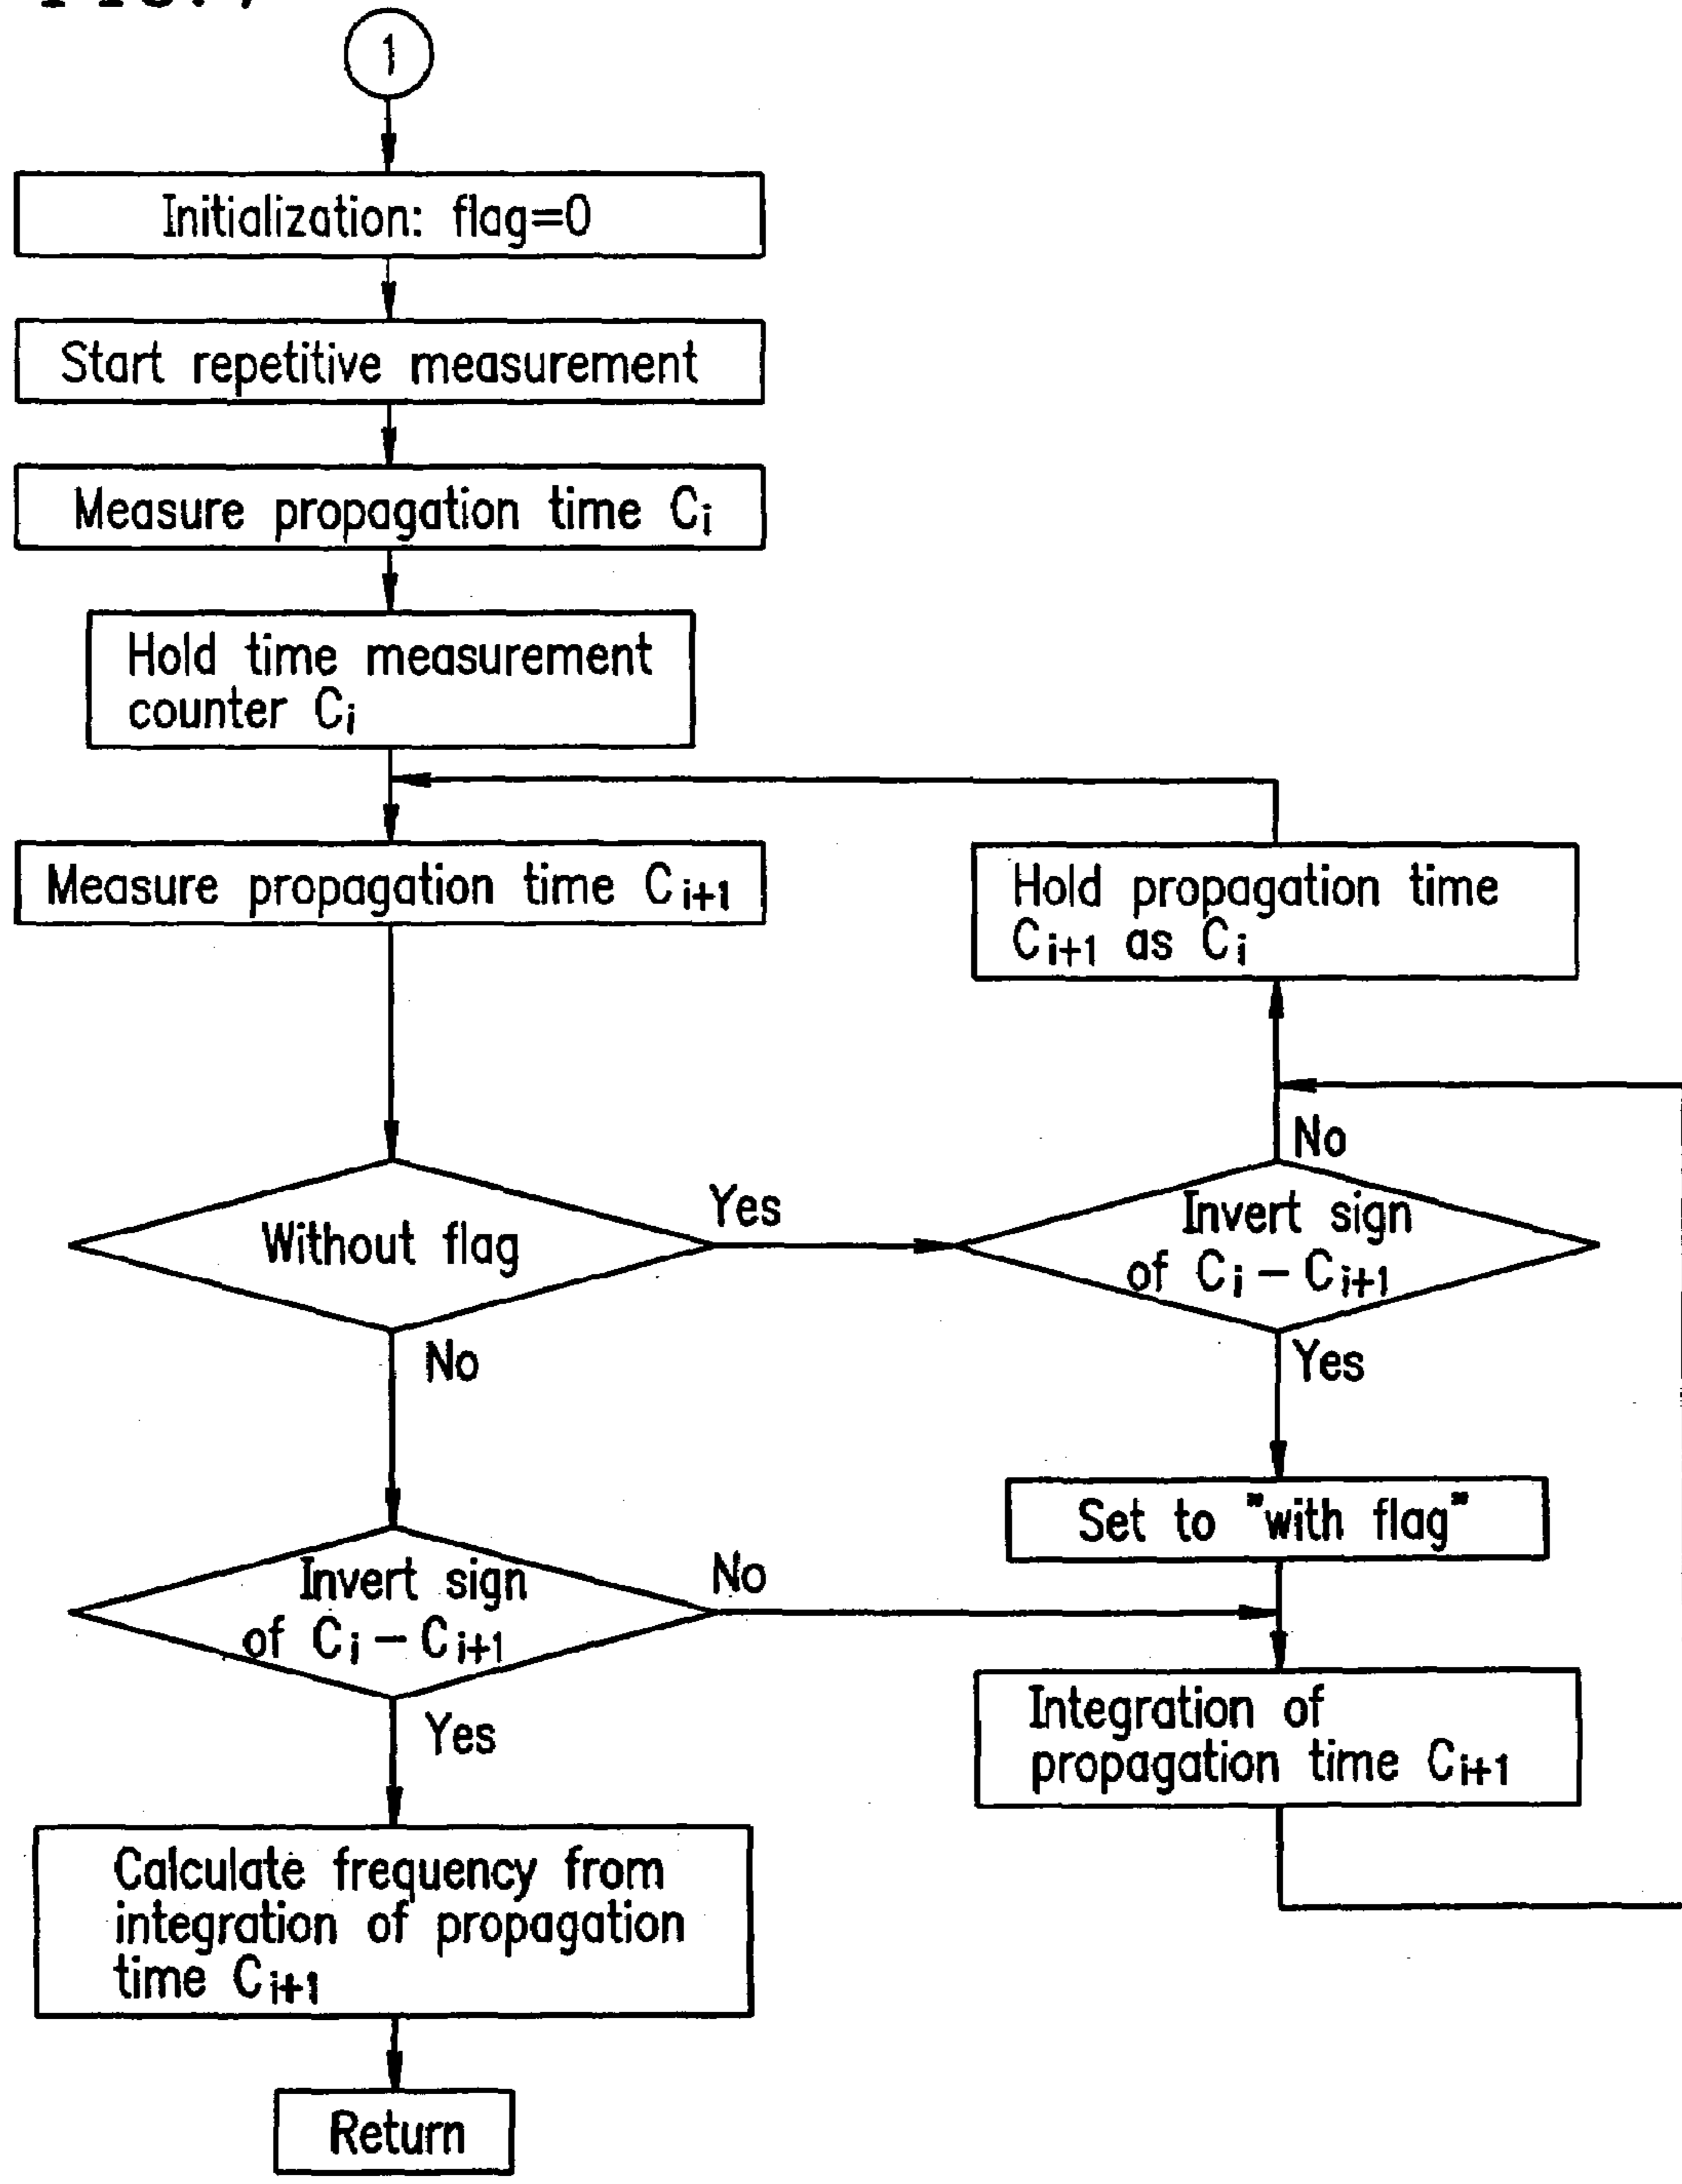 1
Initialization: flag=0
Start repetitive measurement
Measure propagation time Ci
Hold time measurement
counter Ci
Measure propagation time Ci+1
Hold propagation time
Ci+1 as Ci
No
Without flag
Yes
Invert sign
of Ci – Ci+1
No
Yes
Set to "with flag"
Invert sign
of Ci – Ci+1
No
Yes
Integration of
propagation time Ci+1
Calculate frequency from
integration of propagation
time Ci+1
Return